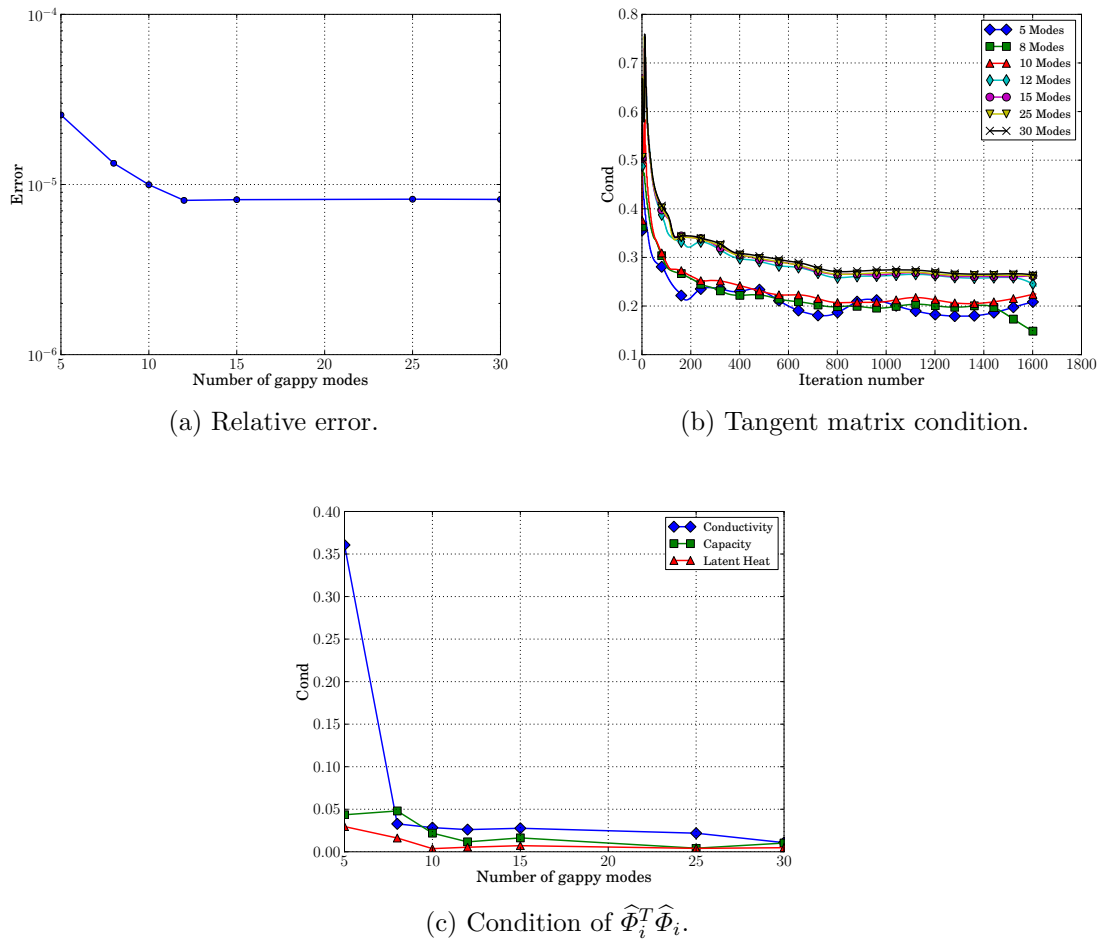 10⁻⁴
10⁻⁵
10⁻⁶
Error
5 10 15 20 25 30
Number of gappy modes
(a) Relative error.
0.8
0.7
0.6
0.5
0.4
0.3
0.2
0.1
Cond
5 Modes
8 Modes
10 Modes
12 Modes
15 Modes
25 Modes
30 Modes
0 200 400 600 800 1000 1200 1400 1600 1800
Iteration number
(b) Tangent matrix condition.
0.40
0.35
0.30
0.25
0.20
0.15
0.10
0.05
0.00
Cond
Conductivity
Capacity
Latent Heat
5 10 15 20 25 30
Number of gappy modes
(c) Condition of Φ̂ᵢᵀΦ̂ᵢ.